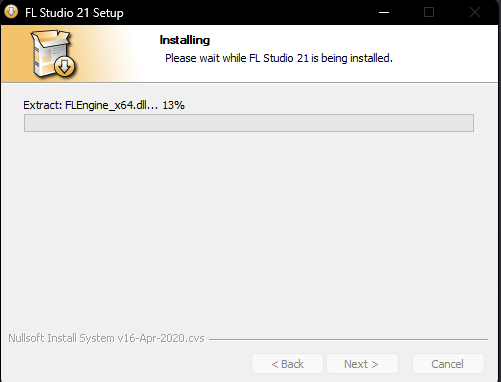 FL Studio 21 Setup
Installing
Please wait while FL Studio 21 is being installed.
Extract: FLEngine_x64.dll... 13%
Nullsoft Install System v16-Apr-2020.cvs
< Back
Next >
Cancel